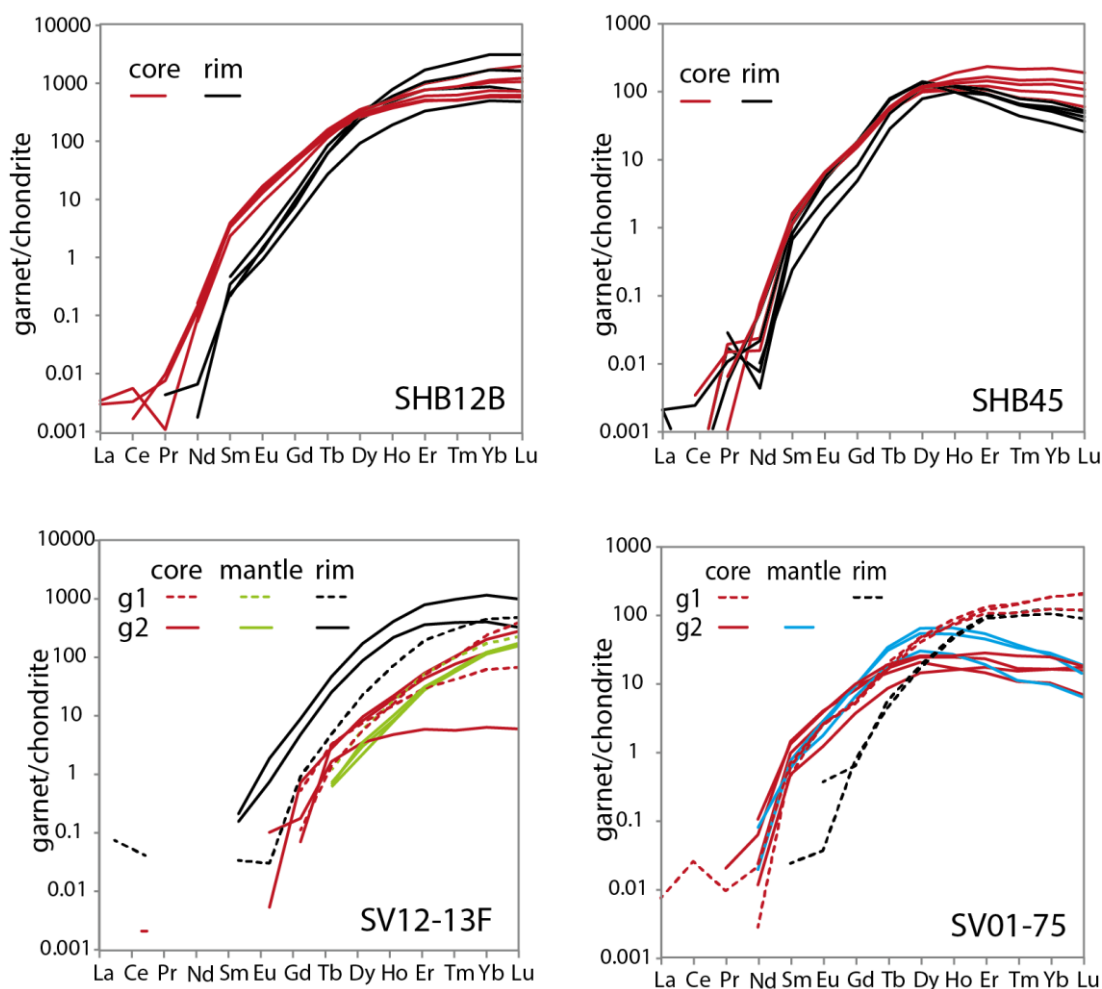 garnet/chondrite
10000
1000
100
10
1
0.1
0.01
0.001
core rim
SHB12B
La Ce Pr Nd Sm Eu Gd Tb Dy Ho Er Tm Yb Lu
garnet/chondrite
1000
100
10
1
0.1
0.01
0.001
core rim
SHB45
La Ce Pr Nd Sm Eu Gd Tb Dy Ho Er Tm Yb Lu
garnet/chondrite
10000
1000
100
10
1
0.1
0.01
0.001
core mantle rim
g1
g2
SV12-13F
La Ce Pr Nd Sm Eu Gd Tb Dy Ho Er Tm Yb Lu
garnet/chondrite
1000
100
10
1
0.1
0.01
0.001
core mantle rim
g1
g2
SV01-75
La Ce Pr Nd Sm Eu Gd Tb Dy Ho Er Tm Yb Lu